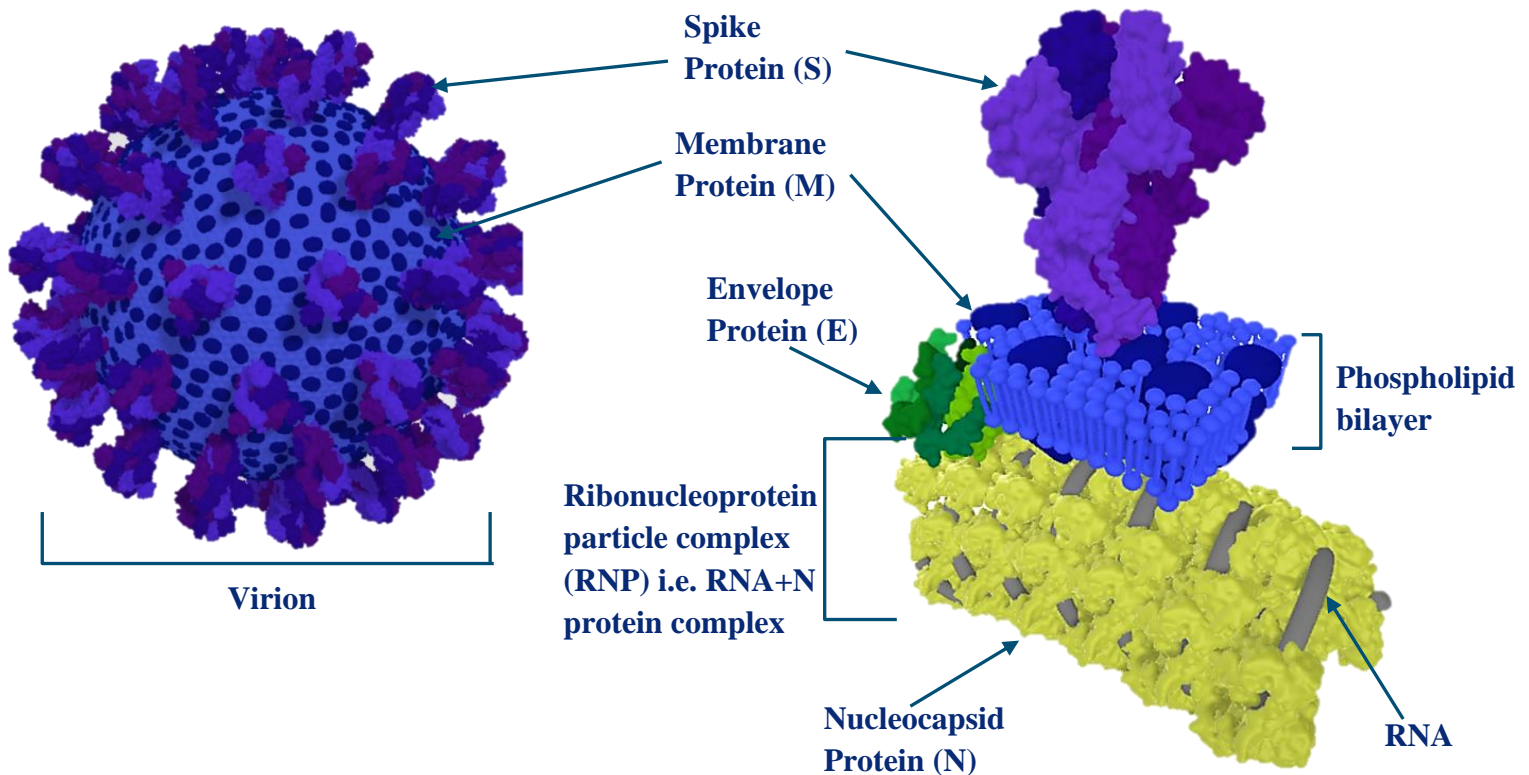 Spike
Protein (S)
Membrane
Protein (M)
Envelope
Protein (E)
Phospholipid
bilayer
Ribonucleoprotein
particle complex
(RNP) i.e. RNA+N
protein complex
Virion
Nucleocapsid
Protein (N)
RNA